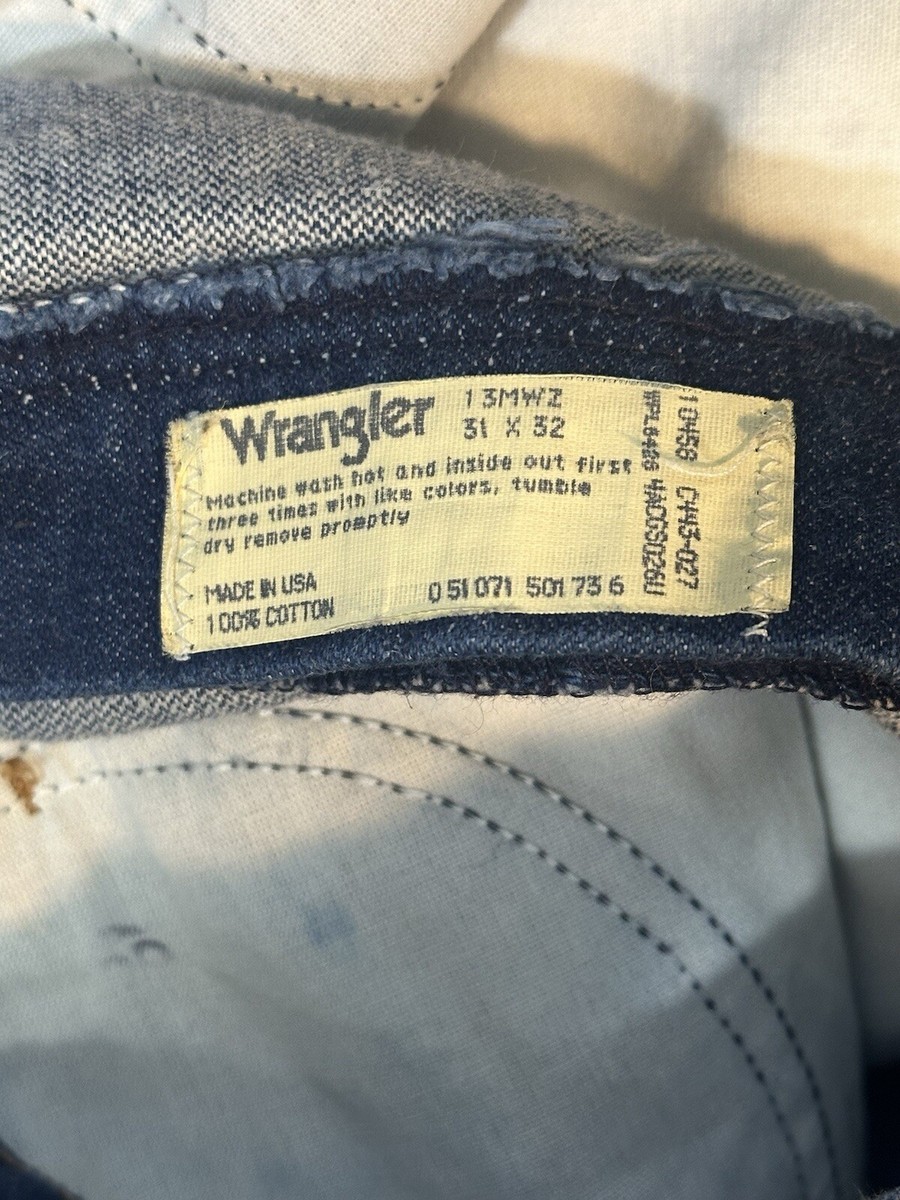 Wrangler
13MWZ
31 X 32
Machine wash hot and inside out first
three times with like colors, tumble
dry remove promptly
MADE IN USA
100% COTTON
0 51071 50173 6
10458 C443-027